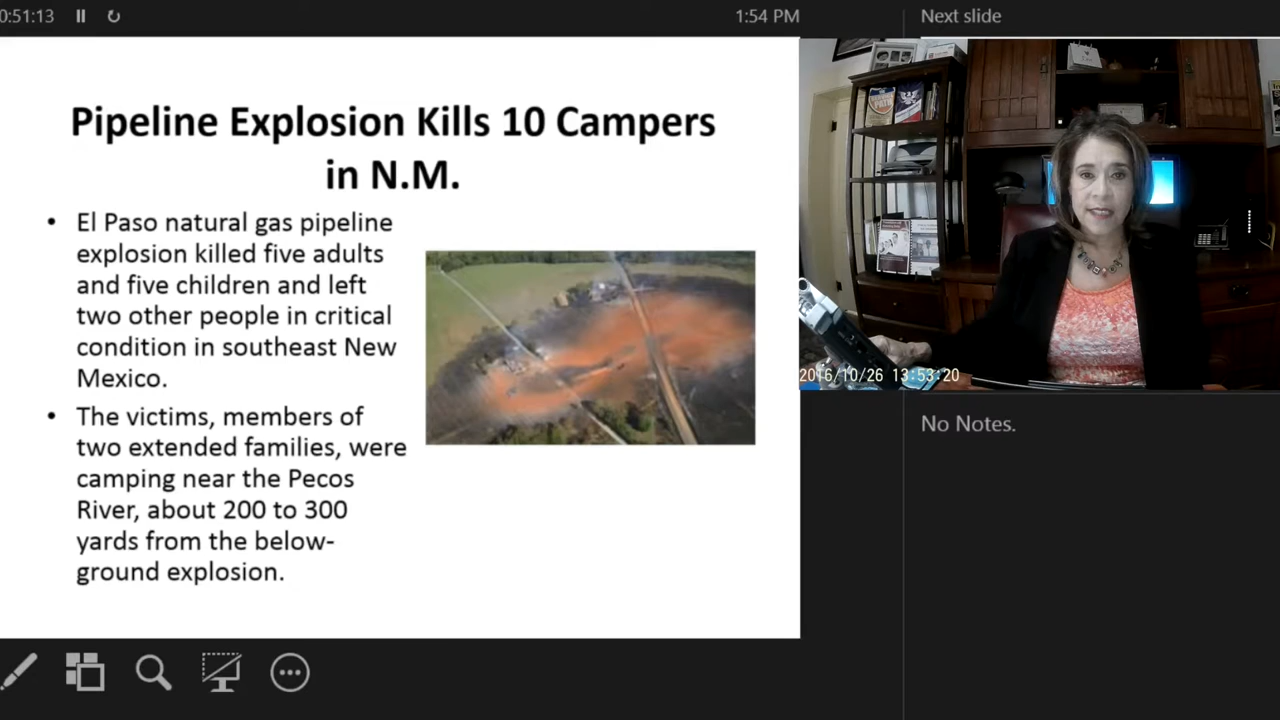 0:51:13
1:54 PM
Next slide
Pipeline Explosion Kills 10 Campers
in N.M.
• El Paso natural gas pipeline
explosion killed five adults
and five children and left
two other people in critical
condition in southeast New
Mexico.
• The victims, members of
two extended families, were
camping near the Pecos
River, about 200 to 300
yards from the below-
ground explosion.
2016/10/26 13:53:20
No Notes.